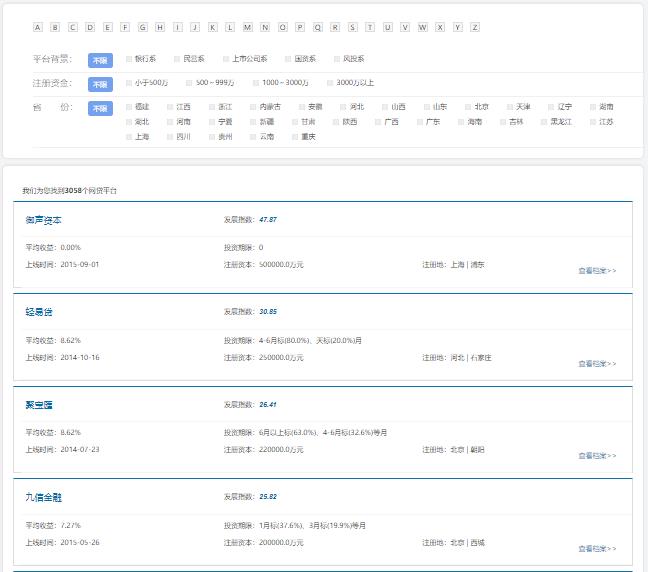 A B C D E F G H I J K L M N O P Q R S T U V W X Y Z
平台背景： 不限 银行系 民营系 上市公司系 国资系 风投系
注册资金： 不限 小于500万 500～999万 1000～3000万 3000万以上
省 份： 不限 福建 江西 浙江 内蒙古 安徽 河北 山西 山东 北京 天津 辽宁 湖南
湖北 河南 宁夏 新疆 甘肃 陕西 广西 广东 海南 吉林 黑龙江 江苏
上海 四川 贵州 云南 重庆
我们为您找到3058个网贷平台
御声资本 发展指数：47.87
平均收益：0.00% 投资期限：0
上线时间：2015-09-01 注册资本：500000.0万元 注册地：上海 | 浦东
查看档案>>
轻易贷 发展指数：30.85
平均收益：8.62% 投资期限：4-6月标(80.0%)、天标(20.0%)月
上线时间：2014-10-16 注册资本：250000.0万元 注册地：河北 | 石家庄
查看档案>>
聚宝匯 发展指数：26.41
平均收益：8.62% 投资期限：6月以上标(63.0%)、4-6月标(32.6%)等月
上线时间：2014-07-23 注册资本：220000.0万元 注册地：北京 | 朝阳
查看档案>>
九信金融 发展指数：25.82
平均收益：7.27% 投资期限：1月标(37.6%)、3月标(19.9%)等月
上线时间：2015-05-26 注册资本：200000.0万元 注册地：北京 | 西城
查看档案>>